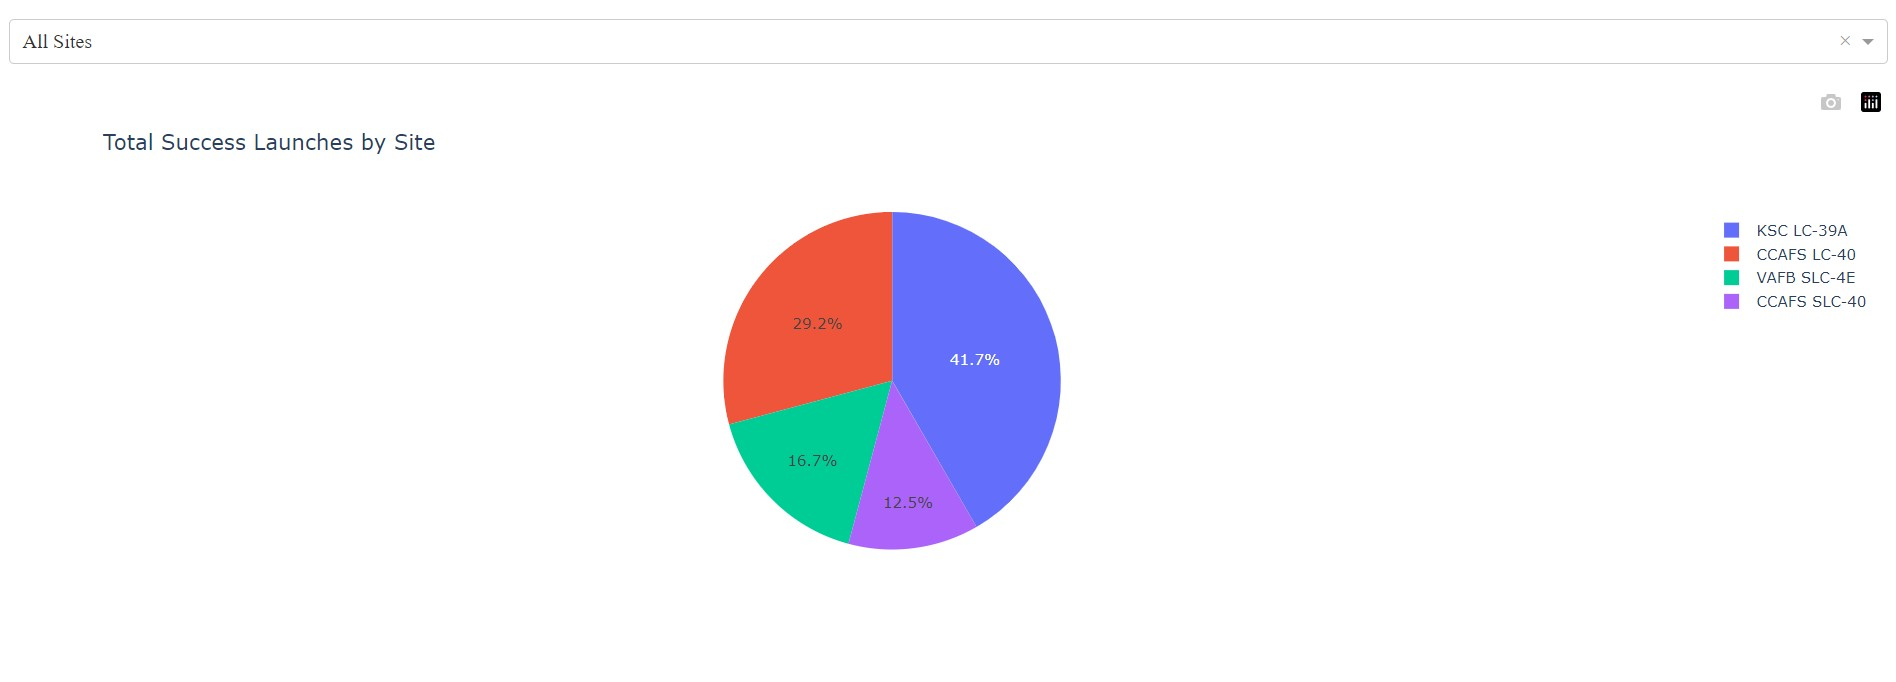 All Sites
Total Success Launches by Site
KSC LC-39A
CCAFS LC-40
VAFB SLC-4E
CCAFS SLC-40
29.2%
41.7%
16.7%
12.5%